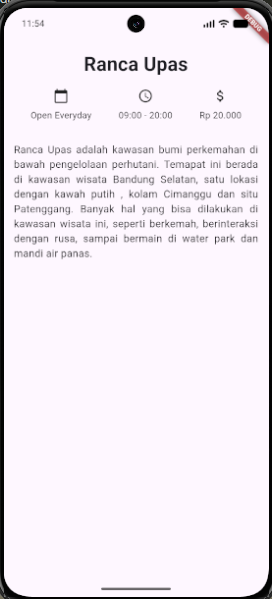 11:54
DEBUG
Ranca Upas
Open Everyday
09:00 - 20:00
Rp 20.000
Ranca Upas adalah kawasan bumi perkemahan di
bawah pengelolaan perhutani. Temapat ini berada
di kawasan wisata Bandung Selatan, satu lokasi
dengan kawah putih , kolam Cimanggu dan situ
Patenggang. Banyak hal yang bisa dilakukan di
kawasan wisata ini, seperti berkemah, berinteraksi
dengan rusa, sampai bermain di water park dan
mandi air panas.